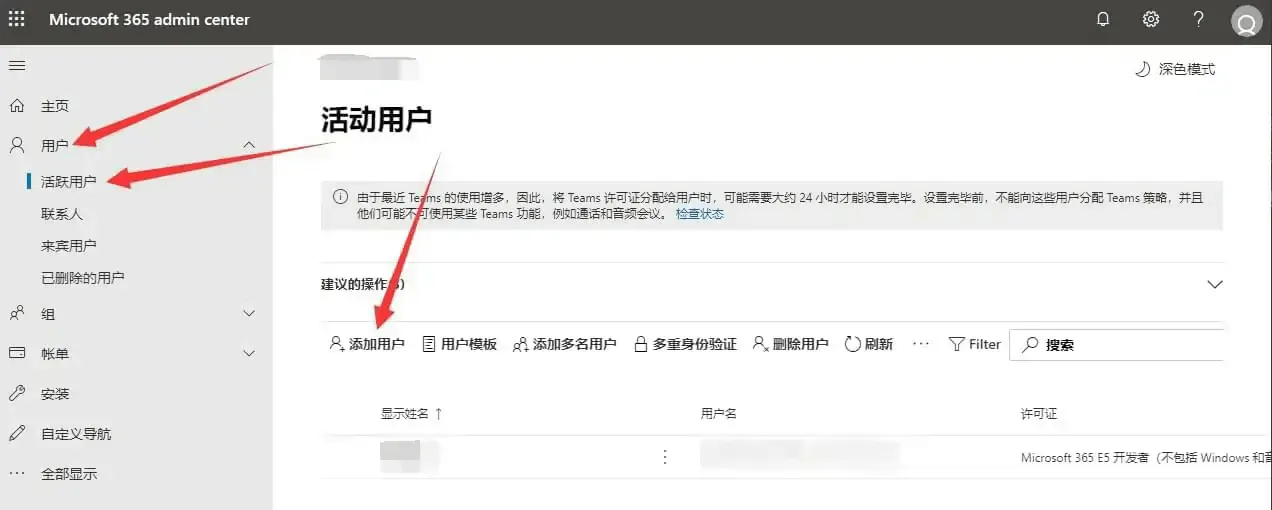 Microsoft 365 admin center
深色模式
主页
用户
活跃用户
联系人
来宾用户
已删除的用户
组
帐单
安装
自定义导航
全部显示
活动用户
由于最近 Teams 的使用增多，因此，将 Teams 许可证分配给用户时，可能需要大约 24 小时才能设置完毕。设置完毕前，不能向这些用户分配 Teams 策略，并且
他们可能不可使用某些 Teams 功能，例如通话和音频会议。 检查状态
建议的操作
添加用户 用户模板 添加多名用户 多重身份验证 删除用户 刷新 ··· Filter 搜索
显示姓名 ↑ 用户名 许可证
Microsoft 365 E5 开发者（不包括 Windows 和